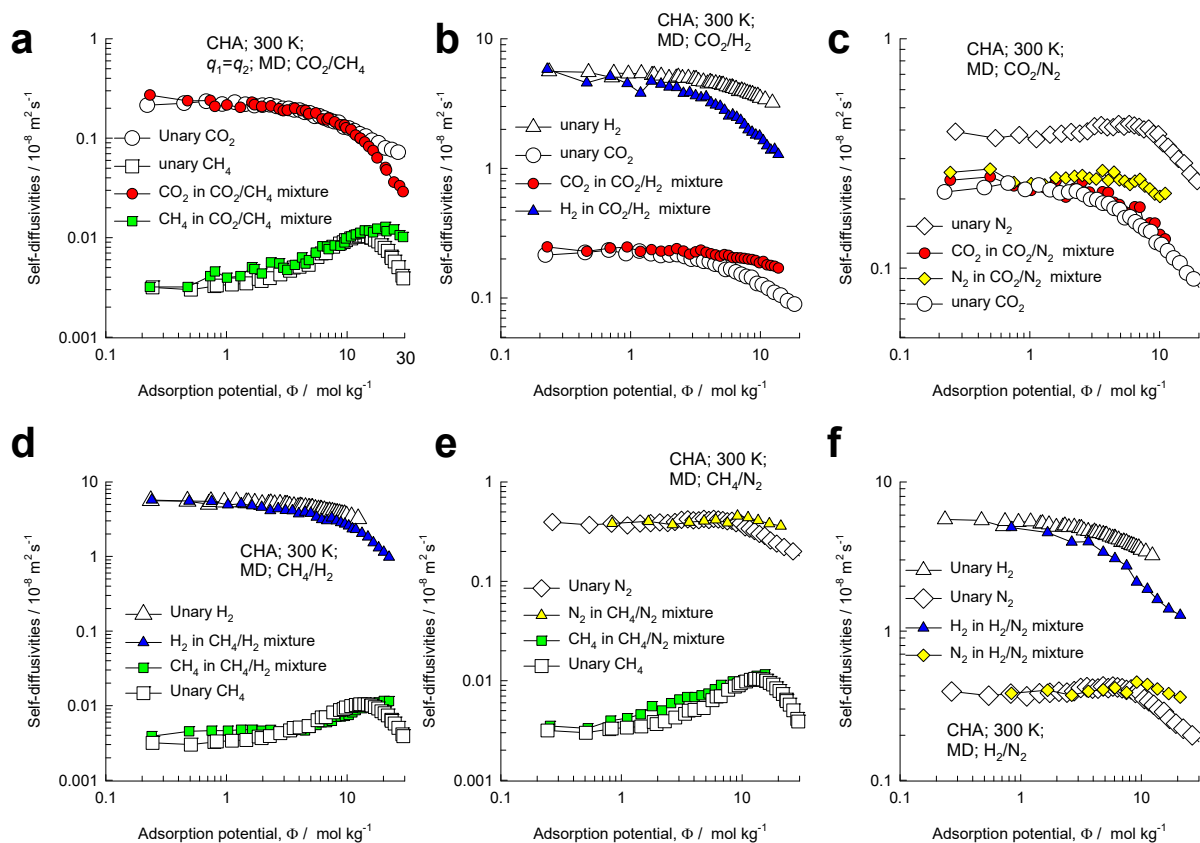 a
CHA; 300 K;
q1=q2; MD; CO2/CH4
Self-diffusivities / 10-8 m2 s-1
1
0.1
0.01
0.001
Unary CO2
unary CH4
CO2 in CO2/CH4 mixture
CH4 in CO2/CH4 mixture
0.1
1
10
30
Adsorption potential, Φ / mol kg-1
b
CHA; 300 K;
MD; CO2/H2
Self-diffusivities / 10-8 m2 s-1
10
1
0.1
unary H2
unary CO2
CO2 in CO2/H2 mixture
H2 in CO2/H2 mixture
0.1
1
10
Adsorption potential, Φ / mol kg-1
c
CHA; 300 K;
MD; CO2/N2
Self-diffusivities / 10-8 m2 s-1
0.1
unary N2
CO2 in CO2/N2 mixture
N2 in CO2/N2 mixture
unary CO2
0.1
1
10
Adsorption potential, Φ / mol kg-1
d
Self-diffusivities / 10-8 m2 s-1
10
1
0.1
0.01
0.001
CHA; 300 K;
MD; CH4/H2
Unary H2
H2 in CH4/H2 mixture
CH4 in CH4/H2 mixture
Unary CH4
0.1
1
10
Adsorption potential, Φ / mol kg-1
e
CHA; 300 K;
MD; CH4/N2
Self-diffusivities / 10-8 m2 s-1
1
0.1
0.01
0.001
Unary N2
N2 in CH4/N2 mixture
CH4 in CH4/N2 mixture
Unary CH4
0.1
1
10
Adsorption potential, Φ / mol kg-1
f
Self-diffusivities / 10-8 m2 s-1
10
1
0.1
Unary H2
Unary N2
H2 in H2/N2 mixture
N2 in H2/N2 mixture
CHA; 300 K;
MD; H2/N2
0.1
1
10
Adsorption potential, Φ / mol kg-1